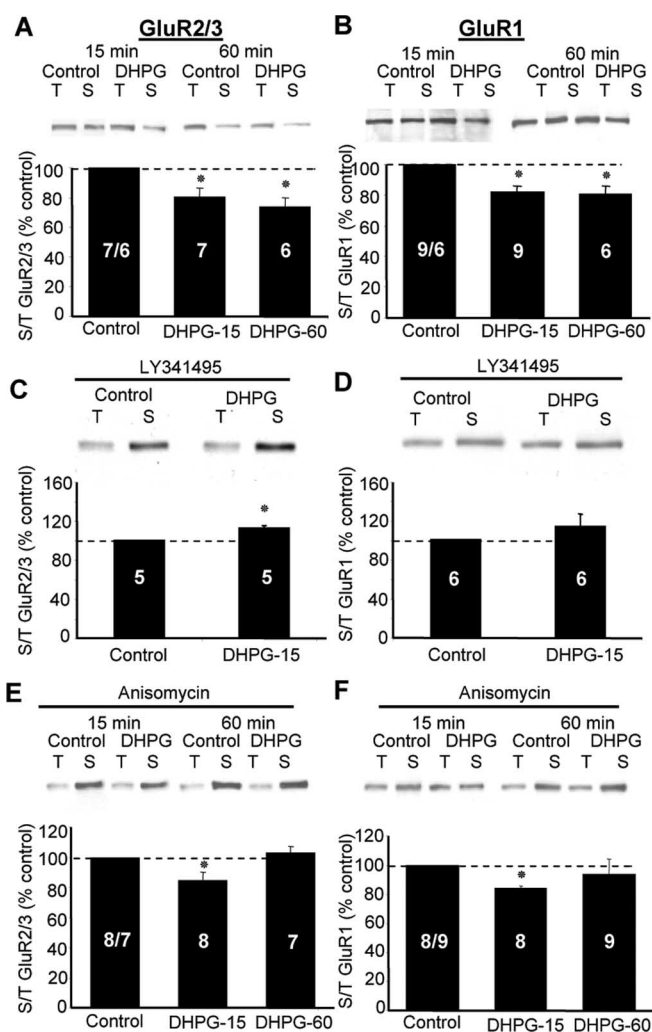 A
GluR2/3
15 min 60 min
Control DHPG Control DHPG
T S T S T S T S
S/T GluR2/3 (% control)
100
80
60
40
20
0
7/6 7 6
* *
Control DHPG-15 DHPG-60
B
GluR1
15 min 60 min
Control DHPG Control DHPG
T S T S T S T S
S/T GluR1 (% control)
100
80
60
40
20
0
9/6 9 6
* *
Control DHPG-15 DHPG-60
C
LY341495
Control DHPG
T S T S
S/T GluR2/3 (% control)
160
120
80
40
0
5 5
*
Control DHPG-15
D
LY341495
Control DHPG
T S T S
S/T GluR1 (% control)
160
120
80
40
0
6 6
Control DHPG-15
E
Anisomycin
15 min 60 min
Control DHPG Control DHPG
T S T S T S T S
S/T GluR2/3 (% control)
120
100
80
60
40
20
0
8/7 8 7
*
Control DHPG-15 DHPG-60
F
Anisomycin
15 min 60 min
Control DHPG Control DHPG
T S T S T S T S
S/T GluR1 (% control)
120
100
80
60
40
20
0
8/9 8 9
*
Control DHPG-15 DHPG-60